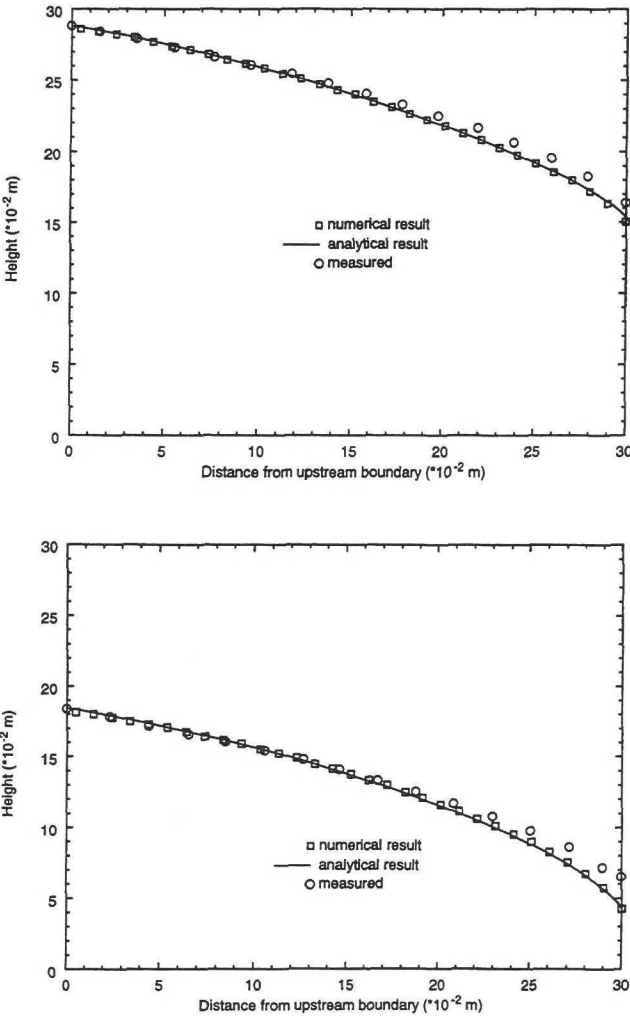 30
25
20
15
10
5
0
Height (*10-2 m)
□ numerical result
— analytical result
○ measured
0 5 10 15 20 25 30
Distance from upstream boundary (*10-2 m)
30
25
20
15
10
5
0
Height (*10-2 m)
□ numerical result
— analytical result
○ measured
0 5 10 15 20 25 30
Distance from upstream boundary (*10-2 m)